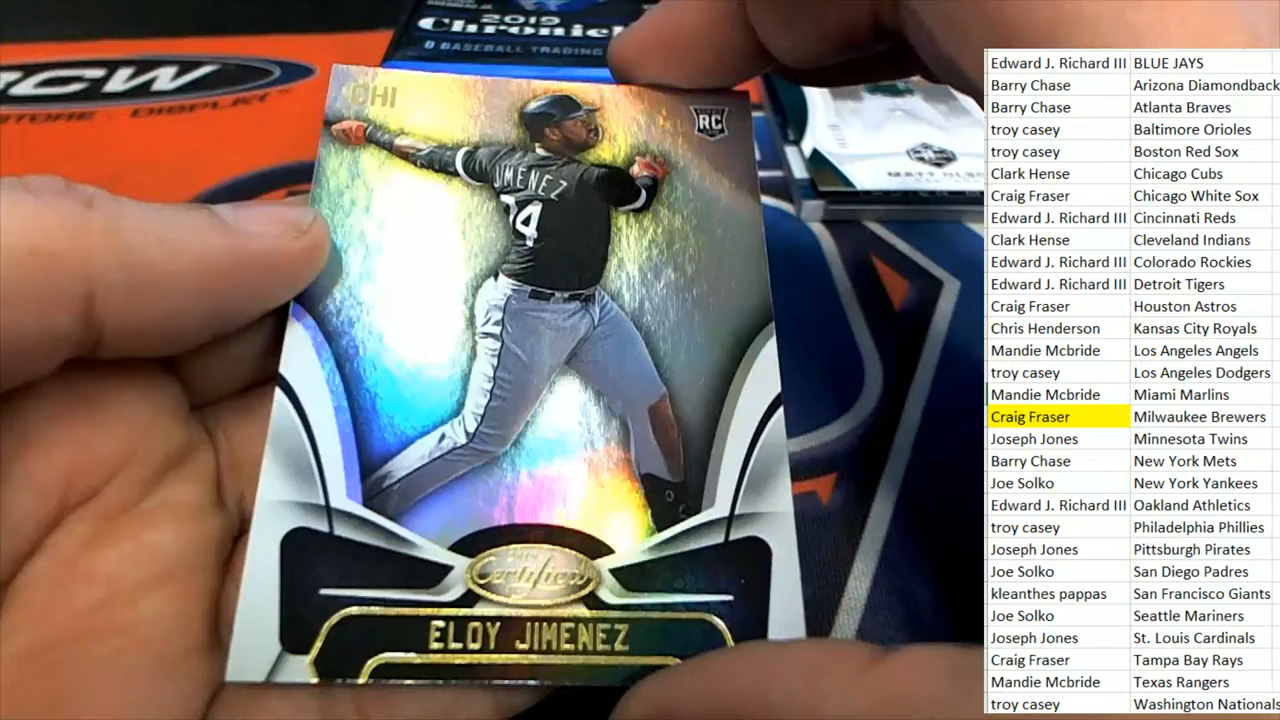 2019
Chronicl
8 BASEBALL TRADING
BCW
STORE · DISPLAY
CHI
RC
JIMENEZ
74
Certified
ELOY JIMENEZ
Edward J. Richard III BLUE JAYS
Barry Chase Arizona Diamondback
Barry Chase Atlanta Braves
troy casey Baltimore Orioles
troy casey Boston Red Sox
Clark Hense Chicago Cubs
Craig Fraser Chicago White Sox
Edward J. Richard III Cincinnati Reds
Clark Hense Cleveland Indians
Edward J. Richard III Colorado Rockies
Edward J. Richard III Detroit Tigers
Craig Fraser Houston Astros
Chris Henderson Kansas City Royals
Mandie Mcbride Los Angeles Angels
troy casey Los Angeles Dodgers
Mandie Mcbride Miami Marlins
Craig Fraser Milwaukee Brewers
Joseph Jones Minnesota Twins
Barry Chase New York Mets
Joe Solko New York Yankees
Edward J. Richard III Oakland Athletics
troy casey Philadelphia Phillies
Joseph Jones Pittsburgh Pirates
Joe Solko San Diego Padres
kleanthes pappas San Francisco Giants
Joe Solko Seattle Mariners
Joseph Jones St. Louis Cardinals
Craig Fraser Tampa Bay Rays
Mandie Mcbride Texas Rangers
troy casey Washington Nationals